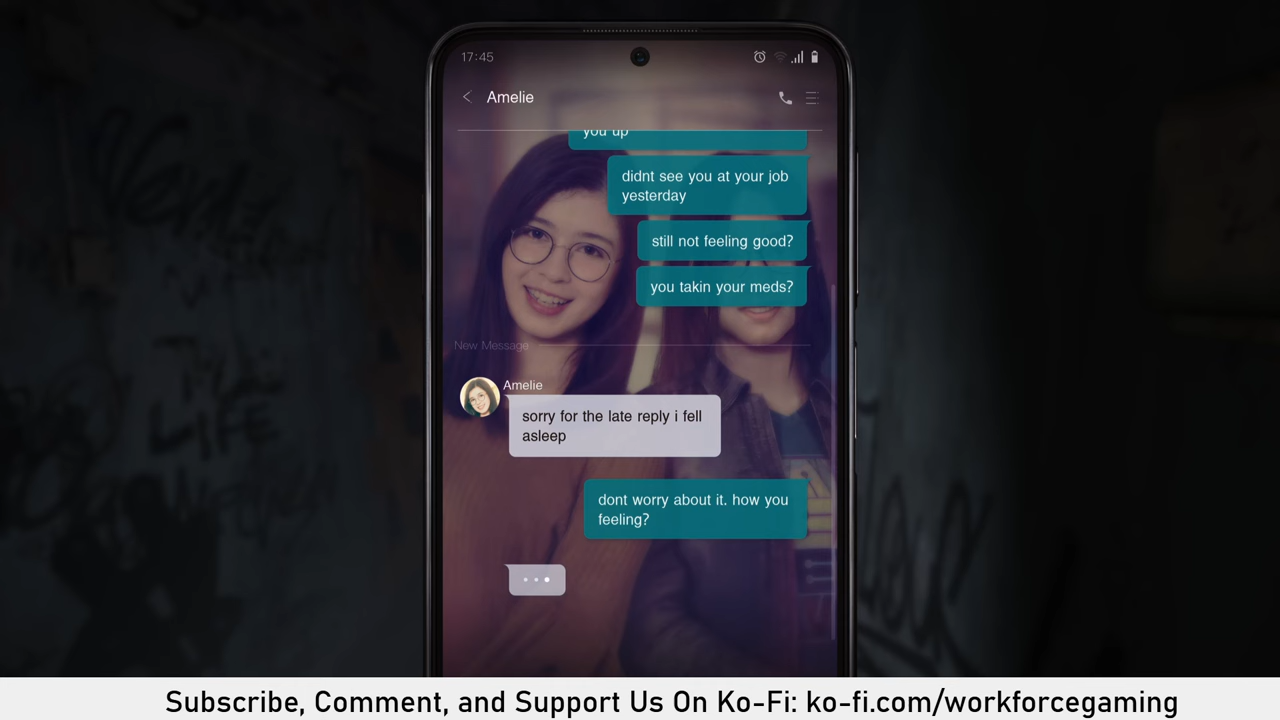 17:45
Amelie
you up
didnt see you at your job
yesterday
still not feeling good?
you takin your meds?
New Message
Amelie
sorry for the late reply i fell
asleep
dont worry about it. how you
feeling?
Subscribe, Comment, and Support Us On Ko-Fi: ko-fi.com/workforcegaming